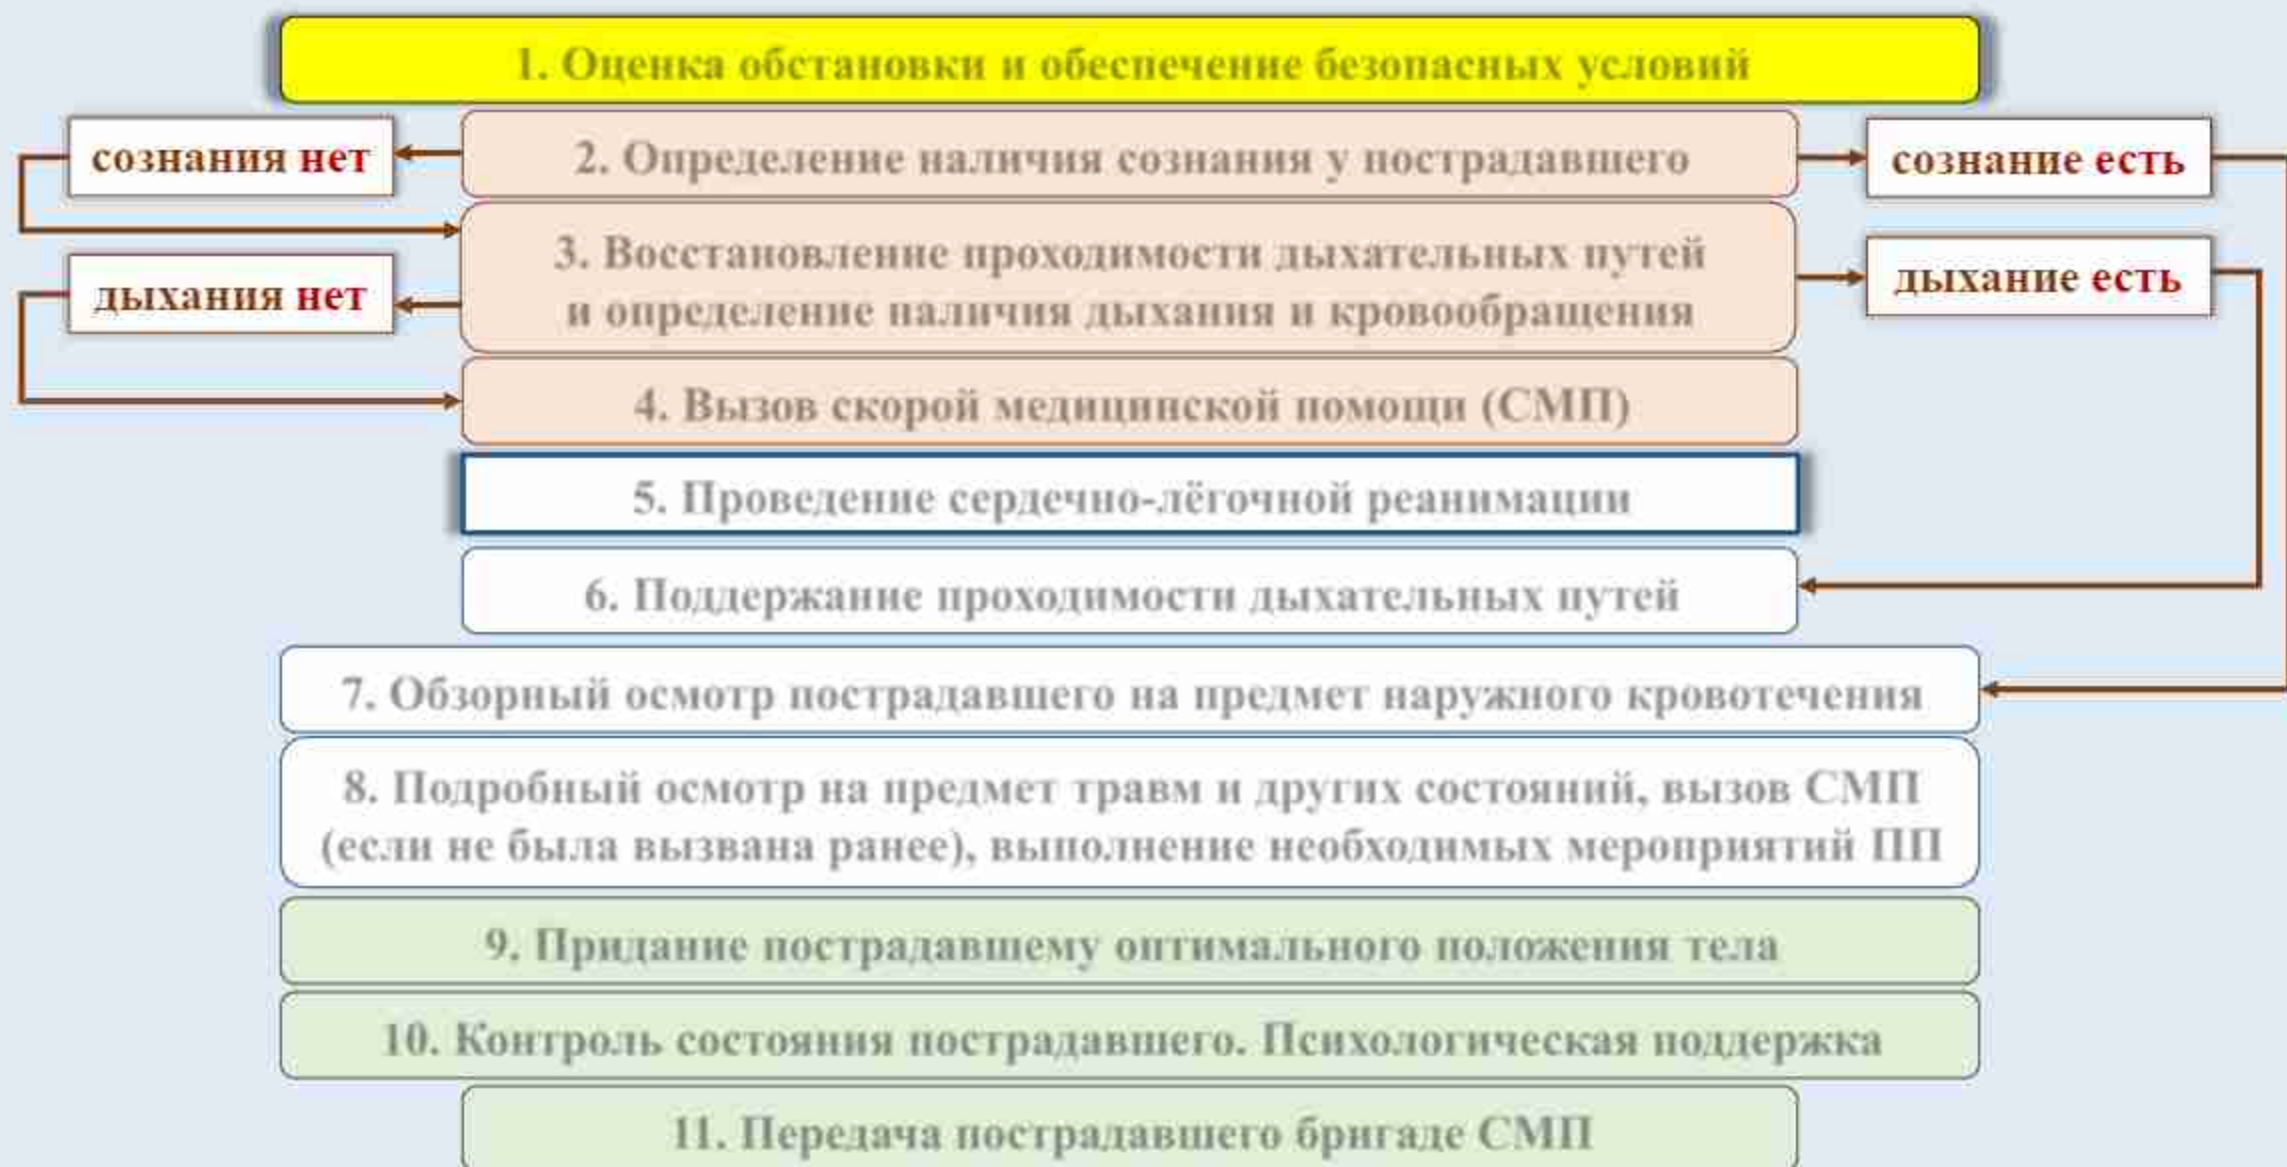 1. Оценка обстановки и обеспечение безопасных условий
сознания нет
2. Определение наличия сознания у пострадавшего
сознание есть
3. Восстановление проходимости дыхательных путей
и определение наличия дыхания и кровообращения
дыхания нет
дыхание есть
4. Вызов скорой медицинской помощи (СМП)
5. Проведение сердечно-лёгочной реанимации
6. Поддержание проходимости дыхательных путей
7. Обзорный осмотр пострадавшего на предмет наружного кровотечения
8. Подробный осмотр на предмет травм и других состояний, вызов СМП
(если не была вызвана ранее), выполнение необходимых мероприятий ПП
9. Придание пострадавшему оптимального положения тела
10. Контроль состояния пострадавшего. Психологическая поддержка
11. Передача пострадавшего бригаде СМП